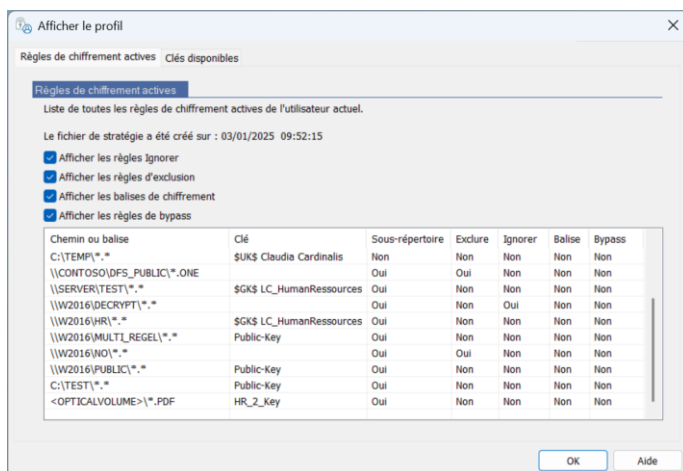 Afficher le profil
Règles de chiffrement actives Clés disponibles
Règles de chiffrement actives
Liste de toutes les règles de chiffrement actives de l'utilisateur actuel.
Le fichier de stratégie a été créé sur : 03/01/2025 09:52:15
Afficher les règles Ignorer
Afficher les règles d'exclusion
Afficher les balises de chiffrement
Afficher les règles de bypass
Chemin ou balise Clé Sous-répertoire Exclure Ignorer Balise Bypass
C:\TEMP\*.* $UK$ Claudia Cardinalis Non Non Non Non Non
\\CONTOSO\DFS_PUBLIC\*.ONE Oui Oui Non Non Non
\\SERVER\TEST\*.* $GK$ LC_HumanRessources Oui Non Non Non Non
\\W2016\DECRYPT\*.* Oui Non Oui Non Non
\\W2016\HR\*.* $GK$ LC_HumanRessources Oui Non Non Non Non
\\W2016\MULTI_REGEL\*.* Public-Key Oui Non Non Non Non
\\W2016\NO\*.* Oui Oui Non Non Non
\\W2016\PUBLIC\*.* Public-Key Oui Non Non Non Non
C:\TEST\*.* Public-Key Oui Non Non Non Non
<OPTICALVOLUME>\*.PDF HR_2_Key Oui Non Non Non Non
OK Aide